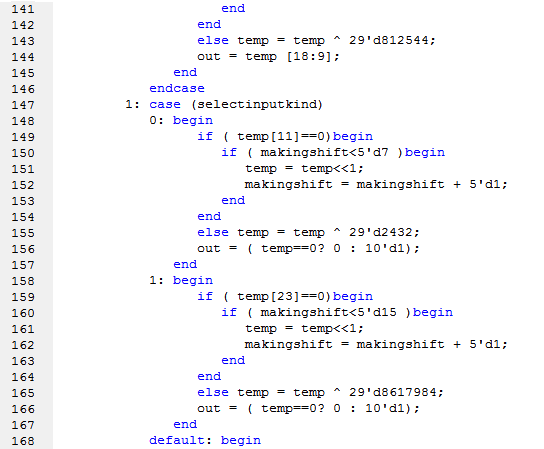 141 end
142 end
143 else temp = temp ^ 29'd812544;
144 out = temp [18:9];
145 end
146 endcase
147 1: case (selectinputkind)
148 0: begin
149 if ( temp[11]==0)begin
150 if ( makingshift<5'd7 )begin
151 temp = temp<<1;
152 makingshift = makingshift + 5'd1;
153 end
154 end
155 else temp = temp ^ 29'd2432;
156 out = ( temp==0? 0 : 10'd1);
157 end
158 1: begin
159 if ( temp[23]==0)begin
160 if ( makingshift<5'd15 )begin
161 temp = temp<<1;
162 makingshift = makingshift + 5'd1;
163 end
164 end
165 else temp = temp ^ 29'd8617984;
166 out = ( temp==0? 0 : 10'd1);
167 end
168 default: begin